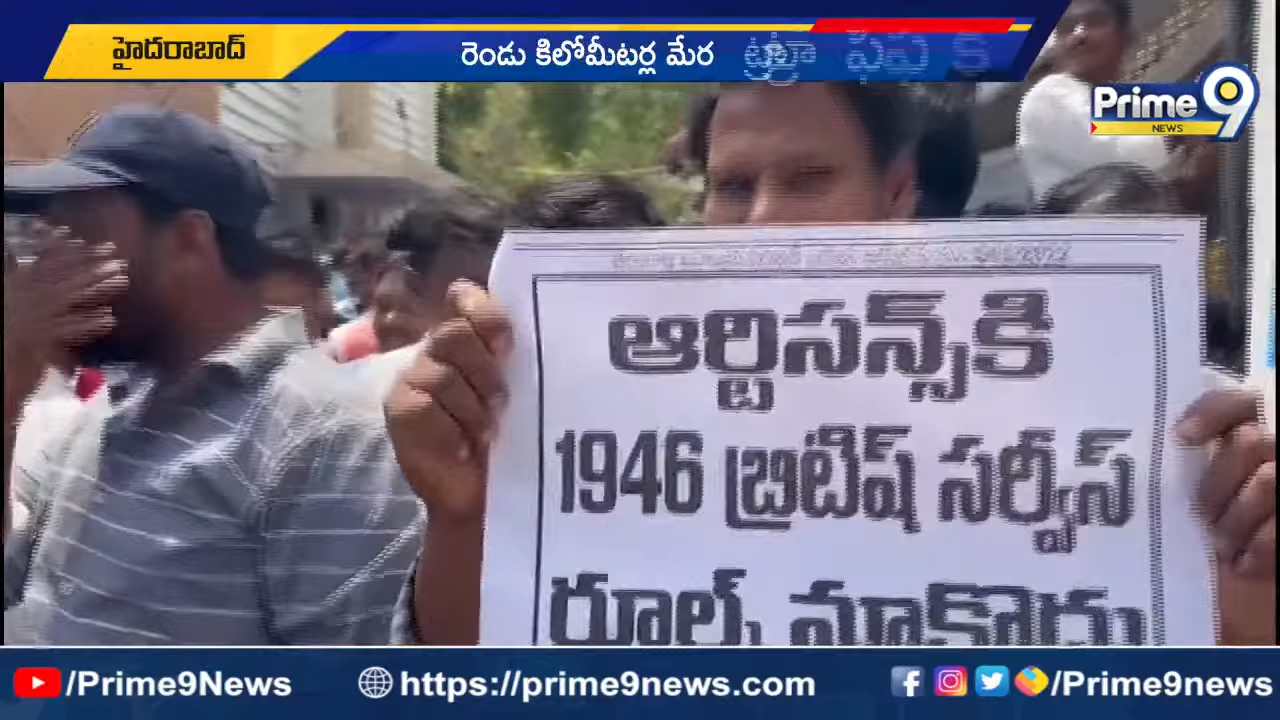 హైదరాబాద్
రెండు కిలోమీటర్ల మేర
Prime9
NEWS
ఆర్టిసన్స్‌కి
1946 బ్రిటిష్ సర్వీస్
రూల్స్ మాకొద్దు
/Prime9News
https://prime9news.com
/Prime9news